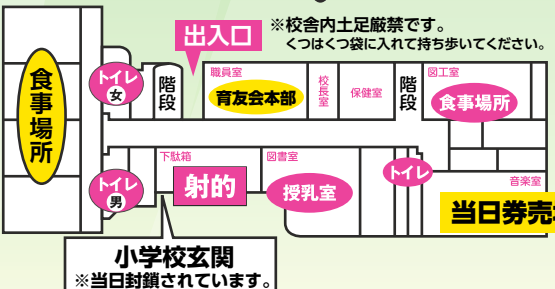 出入口
※校舎内土足厳禁です。
くつはくつ袋に入れて持ち歩いてください。
食事場所
トイレ
女
階段
職員室
育友会本部
校長室
保健室
階段
図工室
食事場所
トイレ
男
下駄箱
射的
図書室
授乳室
トイレ
音楽室
当日券売
小学校玄関
※当日封鎖されています。